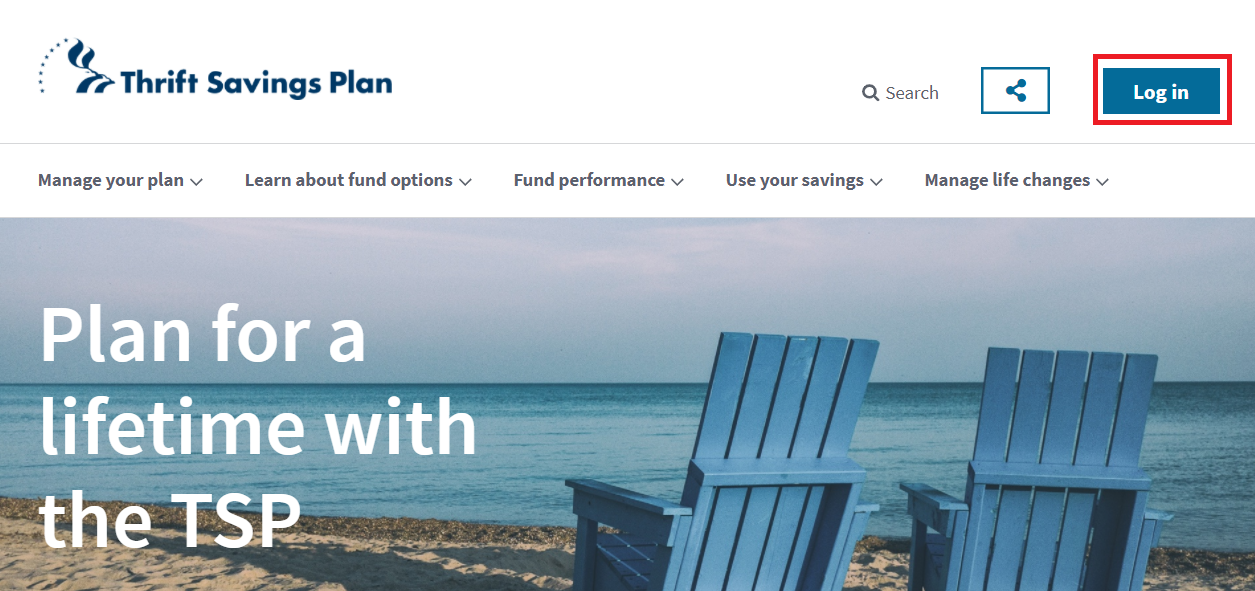 Thrift Savings Plan
Search
Log in
Manage your plan
Learn about fund options
Fund performance
Use your savings
Manage life changes
Plan for a
lifetime with
the TSP